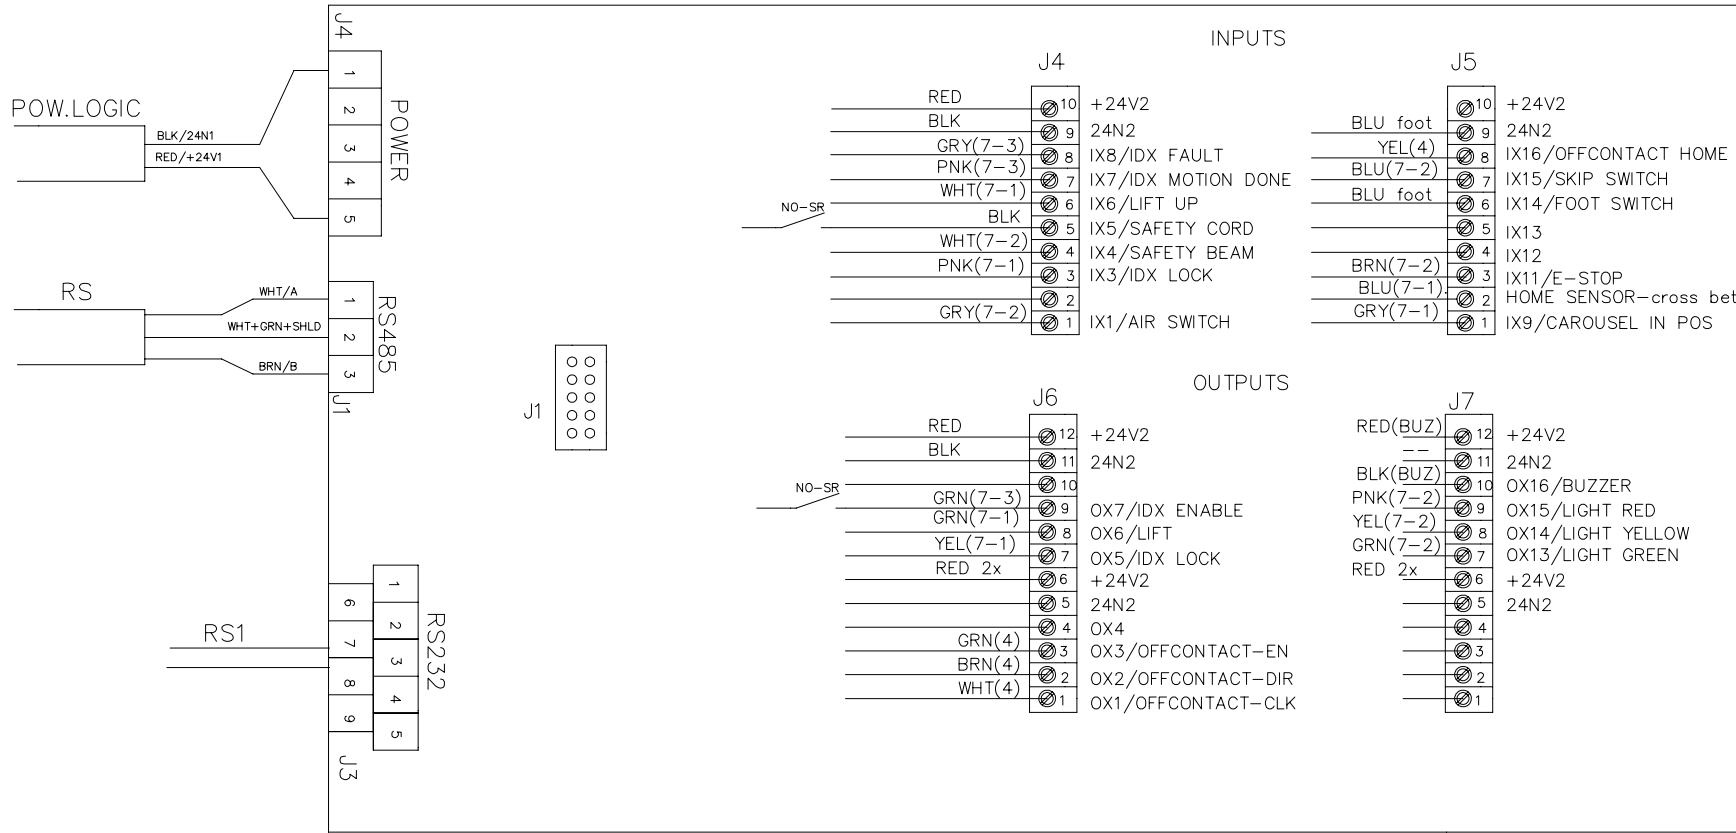 J4
1
2
3
4
5
POWER
POW.LOGIC
BLK/24N1
RED/+24V1
RS
WHT/A
WHT+GRN+SHLD
BRN/B
1
2
3
RS485
J1
J1
RS1
6
7
8
9
1
2
3
4
5
RS232
J3
INPUTS
J4
RED 10 +24V2
BLK 9 24N2
GRY(7-3) 8 IX8/IDX FAULT
PNK(7-3) 7 IX7/IDX MOTION DONE
WHT(7-1) 6 IX6/LIFT UP
NO-SR BLK 5 IX5/SAFETY CORD
WHT(7-2) 4 IX4/SAFETY BEAM
PNK(7-1) 3 IX3/IDX LOCK
2
GRY(7-2) 1 IX1/AIR SWITCH
J5
10 +24V2
BLU foot 9 24N2
YEL(4) 8 IX16/OFFCONTACT HOME
BLU(7-2) 7 IX15/SKIP SWITCH
BLU foot 6 IX14/FOOT SWITCH
5 IX13
4 IX12
BRN(7-2) 3 IX11/E-STOP
BLU(7-1). 2 HOME SENSOR-cross bet
GRY(7-1) 1 IX9/CAROUSEL IN POS
OUTPUTS
J6
RED 12 +24V2
BLK 11 24N2
10
NO-SR GRN(7-3) 9 OX7/IDX ENABLE
GRN(7-1) 8 OX6/LIFT
YEL(7-1) 7 OX5/IDX LOCK
RED 2x 6 +24V2
5 24N2
4 OX4
GRN(4) 3 OX3/OFFCONTACT-EN
BRN(4) 2 OX2/OFFCONTACT-DIR
WHT(4) 1 OX1/OFFCONTACT-CLK
J7
RED(BUZ) 12 +24V2
-- 11 24N2
BLK(BUZ) 10 OX16/BUZZER
PNK(7-2) 9 OX15/LIGHT RED
YEL(7-2) 8 OX14/LIGHT YELLOW
GRN(7-2) 7 OX13/LIGHT GREEN
RED 2x 6 +24V2
5 24N2
4
3
2
1